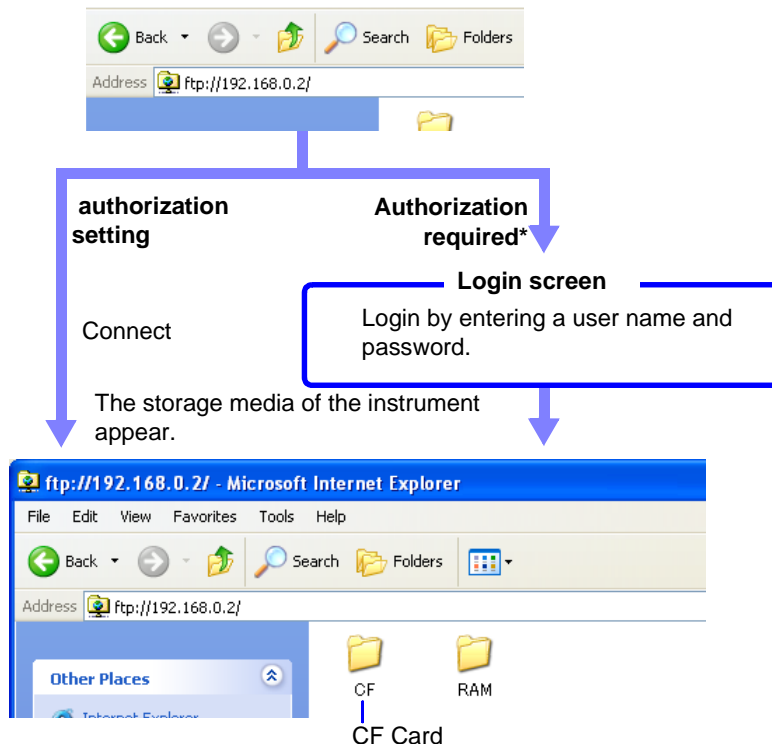 Back Search Folders
Address ftp://192.168.0.2/
authorization
setting
Authorization
required*
Login screen
Login by entering a user name and
password.
Connect
The storage media of the instrument
appear.
ftp://192.168.0.2/ - Microsoft Internet Explorer
File Edit View Favorites Tools Help
Back Search Folders
Address ftp://192.168.0.2/
Other Places
Internet Explorer
CF RAM
CF Card